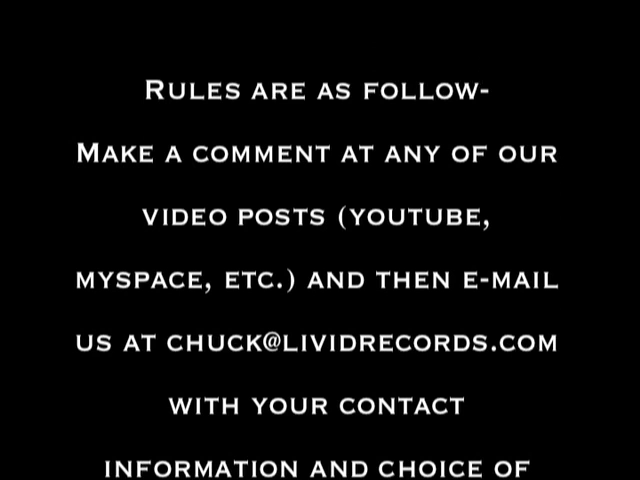 RULES ARE AS FOLLOW-
MAKE A COMMENT AT ANY OF OUR
VIDEO POSTS (YOUTUBE,
MYSPACE, ETC.) AND THEN E-MAIL
US AT CHUCK@LIVIDRECORDS.COM
WITH YOUR CONTACT
INFORMATION AND CHOICE OF